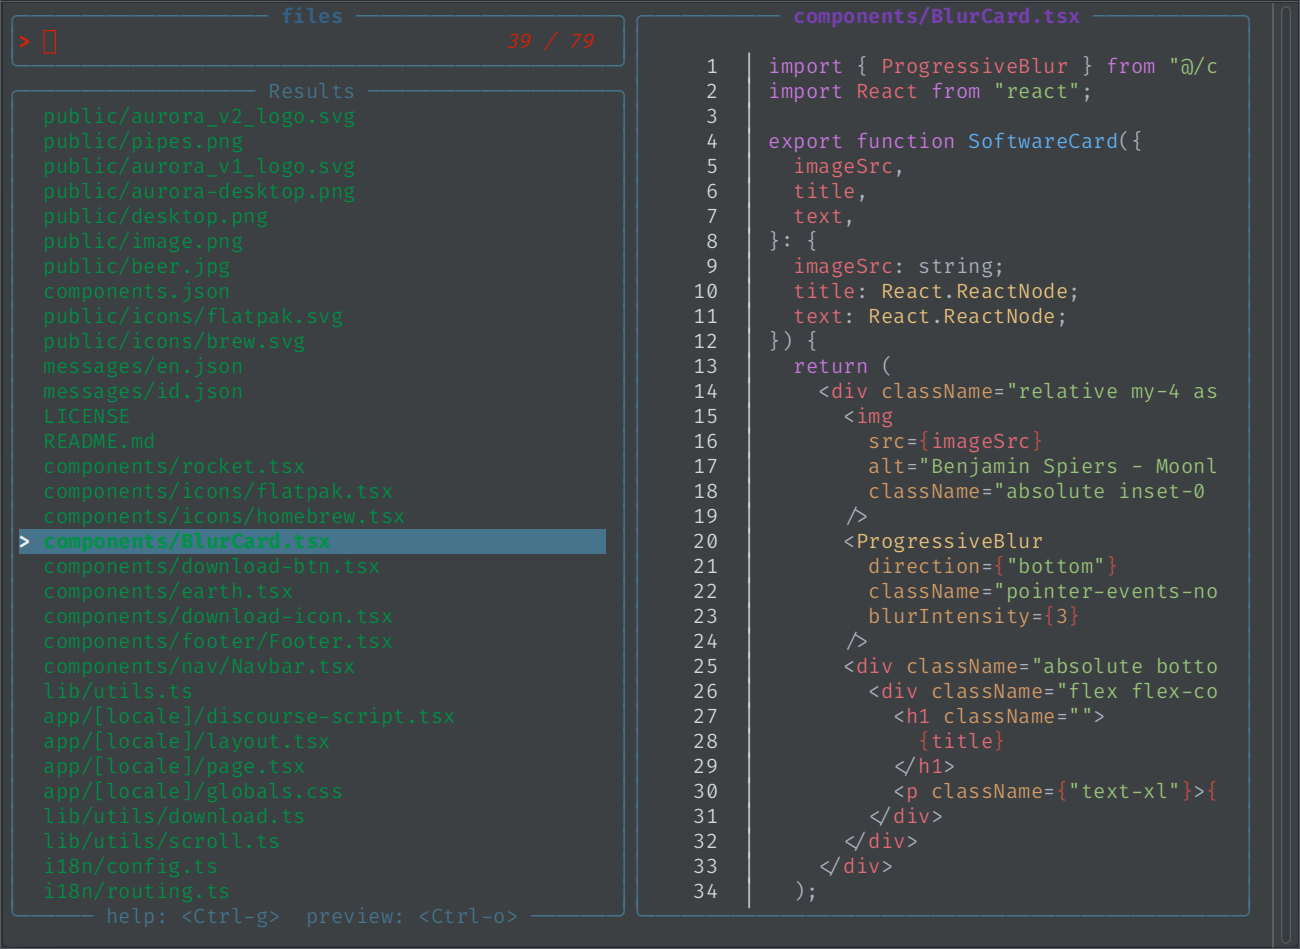 files
> 39 / 79
Results
public/aurora_v2_logo.svg
public/pipes.png
public/aurora_v1_logo.svg
public/aurora-desktop.png
public/desktop.png
public/image.png
public/beer.jpg
components.json
public/icons/flatpak.svg
public/icons/brew.svg
messages/en.json
messages/id.json
LICENSE
README.md
components/rocket.tsx
components/icons/flatpak.tsx
components/icons/homebrew.tsx
> components/BlurCard.tsx
components/download-btn.tsx
components/earth.tsx
components/download-icon.tsx
components/footer/Footer.tsx
components/nav/Navbar.tsx
lib/utils.ts
app/[locale]/discourse-script.tsx
app/[locale]/layout.tsx
app/[locale]/page.tsx
app/[locale]/globals.css
lib/utils/download.ts
lib/utils/scroll.ts
i18n/config.ts
i18n/routing.ts
help: <Ctrl-g> preview: <Ctrl-o>
components/BlurCard.tsx
1 import { ProgressiveBlur } from "@/c
2 import React from "react";
3
4 export function SoftwareCard({
5   imageSrc,
6   title,
7   text,
8 }: {
9   imageSrc: string;
10   title: React.ReactNode;
11   text: React.ReactNode;
12 }) {
13   return (
14     <div className="relative my-4 as
15       <img
16         src={imageSrc}
17         alt="Benjamin Spiers - Moonl
18         className="absolute inset-0
19       />
20       <ProgressiveBlur
21         direction={"bottom"}
22         className="pointer-events-no
23         blurIntensity={3}
24       />
25       <div className="absolute botto
26         <div className="flex flex-co
27           <h1 className="">
28             {title}
29           </h1>
30           <p className={"text-xl"}>{
31         </div>
32       </div>
33     </div>
34   );